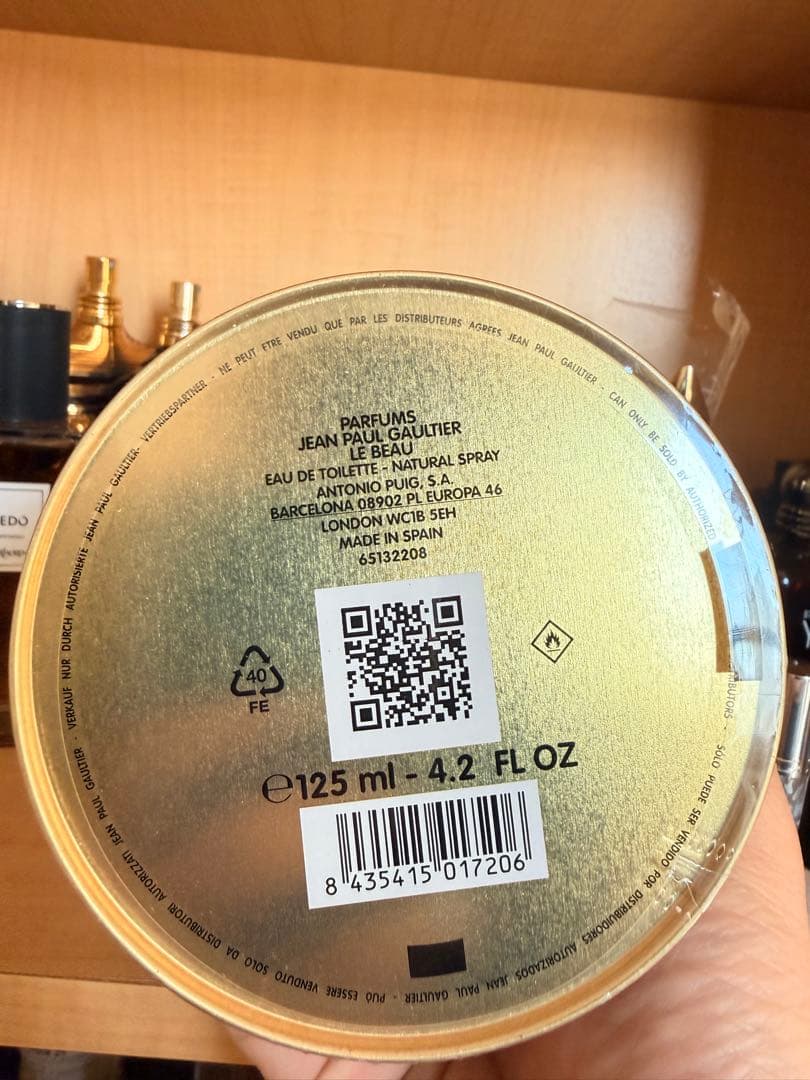 PARFUMS
JEAN PAUL GAULTIER
LE BEAU
EAU DE TOILETTE - NATURAL SPRAY
ANTONIO PUIG, S.A.
BARCELONA 08902 PL EUROPA 46
LONDON WC1B 5EH
MADE IN SPAIN
65132208
40
FE
℮125 ml - 4.2 FL OZ
8 435415 017206
NE PEUT ETRE VENDU QUE PAR LES DISTRIBUTEURS AGREES JEAN PAUL GAULTIER - CAN ONLY BE SOLD BY AUTHORIZED
- SÓLO PUEDE SER VENDIDO POR DISTRIBUIDORES AUTORIZADOS JEAN PAUL GAULTIER - PUÒ ESSERE VENDUTO SOLO DA DISTRIBUTORI AUTORIZZATI JEAN PAUL GAULTIER - VERKAUF NUR DURCH AUTORISIERTE JEAN PAUL GAULTIER- VERTRIEBSPARTNER -